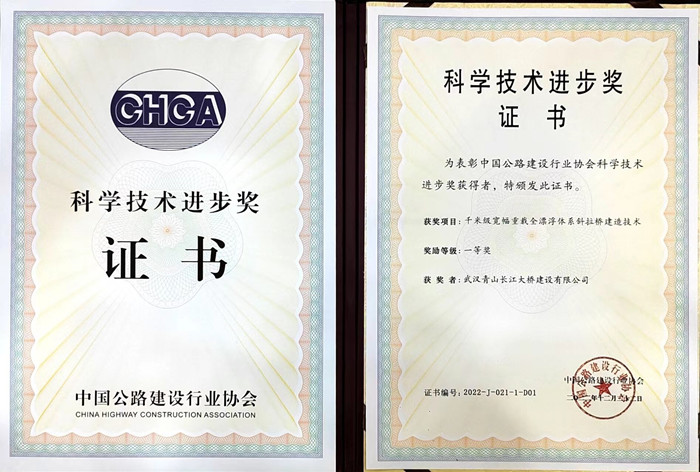 CHCA
科学技术进步奖
证书
中国公路建设行业协会
CHINA HIGHWAY CONSTRUCTION ASSOCIATION
科学技术进步奖
证书
为表彰中国公路建设行业协会科学技术
进步奖获得者，特颁发此证书。
获奖项目：千米级宽幅重载全漂浮体系斜拉桥建造技术
奖励等级：一等奖
获奖者：武汉青山长江大桥建设有限公司
中国公路建设行业协会
证书编号：2022-J-021-1-D01